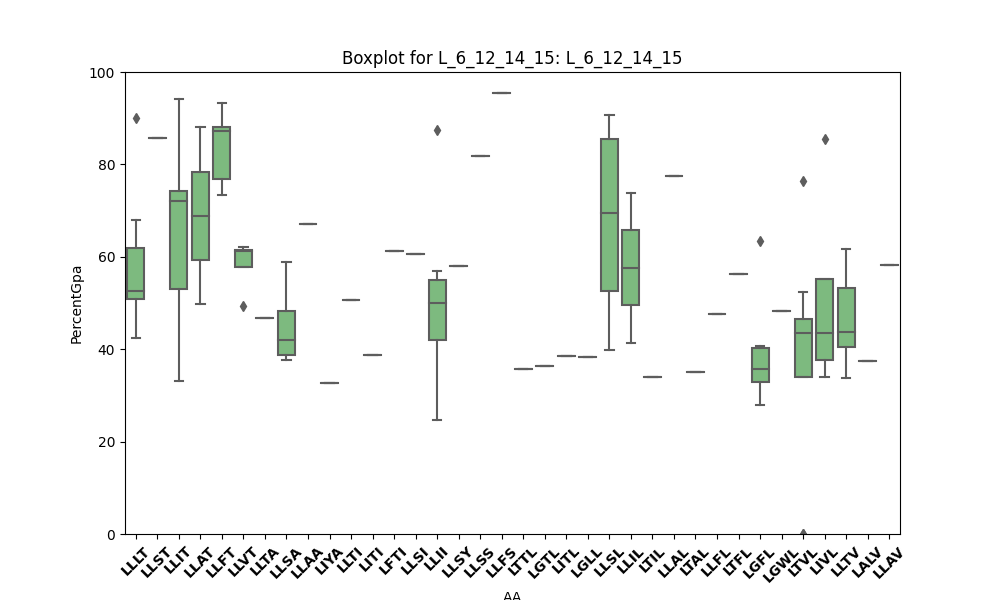 Boxplot for L_6_12_14_15: L_6_12_14_15
100
80
60
40
20
0
PercentGpa
LLLT
LLST
LLIT
LLAT
LLFT
LLVT
LLTA
LLSA
LLAA
LIYA
LLTI
LITI
LFTI
LLSI
LLII
LLSY
LLSS
LLFS
LTTL
LGTL
LITL
LGLL
LLSL
LLIL
LTIL
LLAL
LTAL
LLFL
LTFL
LGFL
LGWL
LTVL
LIVL
LLTV
LALV
LLAV
AA